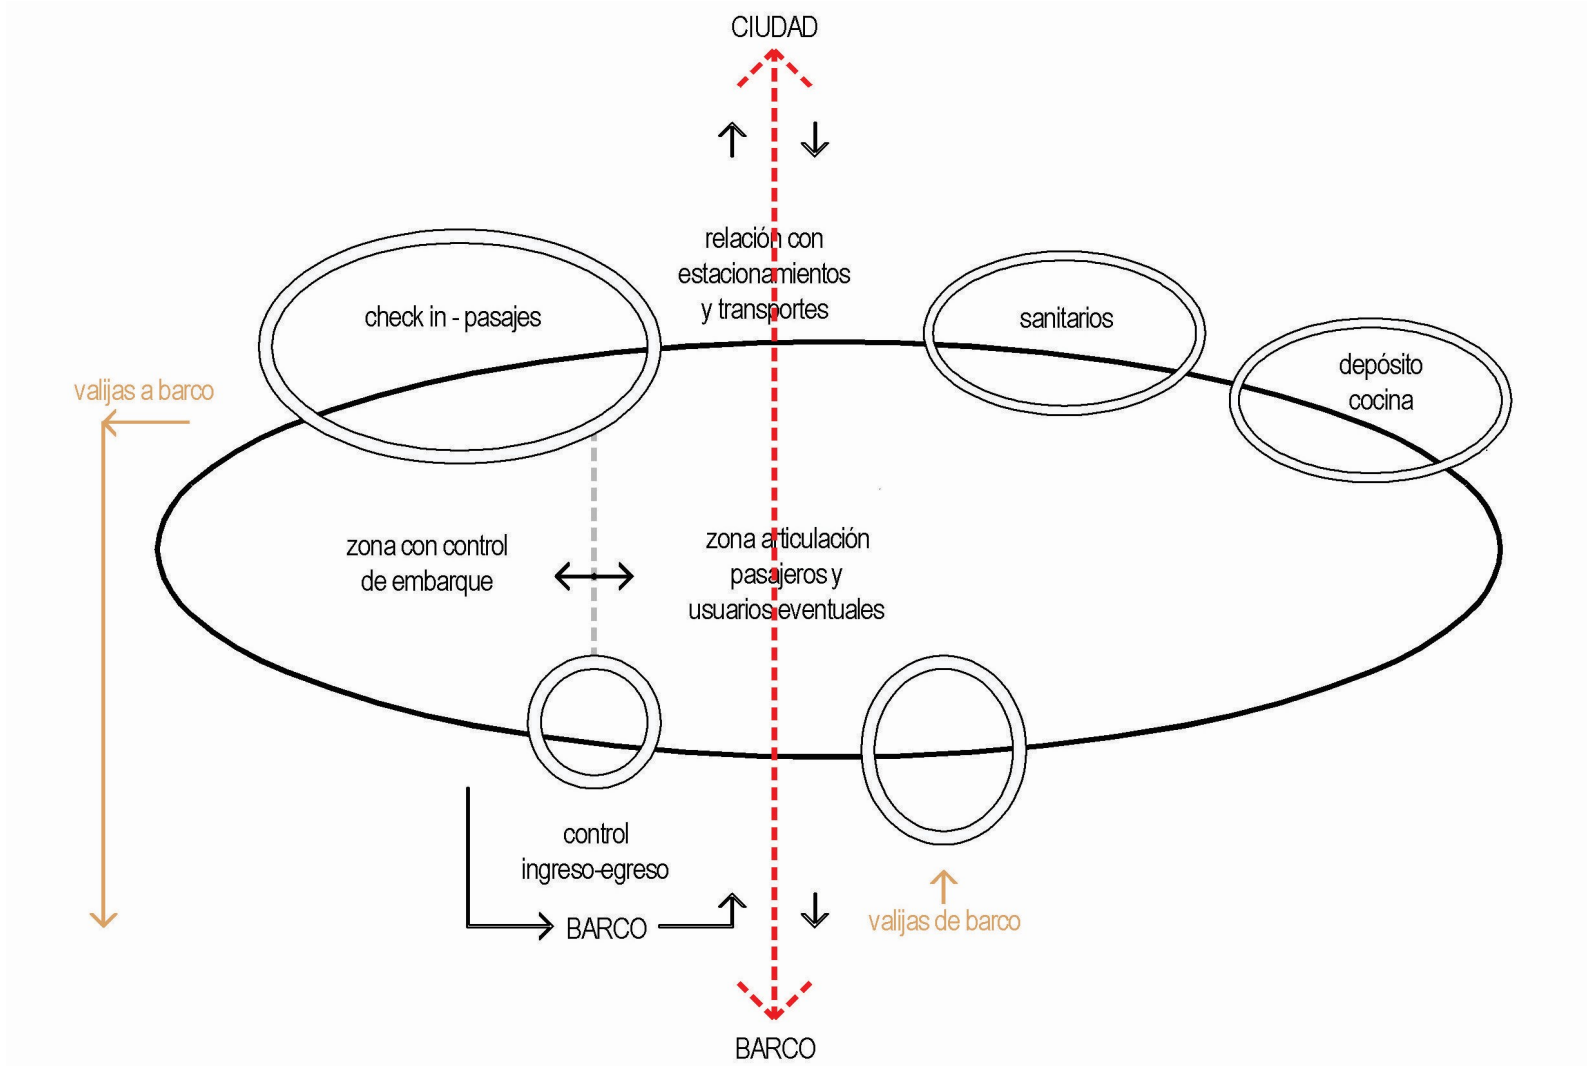 CIUDAD
relación con
estacionamientos
y transportes
check in - pasajes
sanitarios
depósito
cocina
valijas a barco
zona con control
de embarque
zona articulación
pasajeros y
usuarios eventuales
control
ingreso-egreso
BARCO
valijas de barco
BARCO